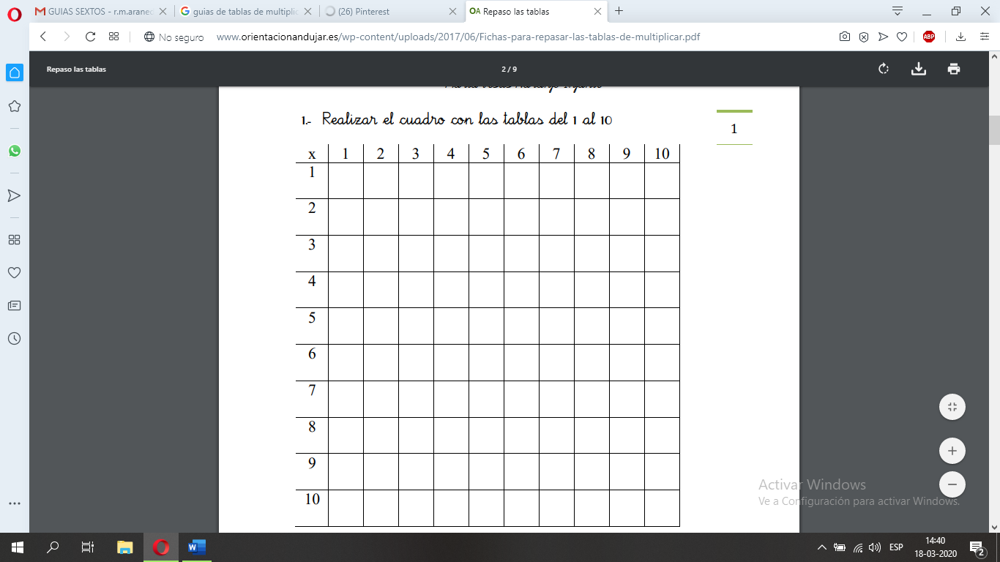 GUIAS SEXTOS - r.m.araned
guias de tablas de multiplic
(26) Pinterest
OA Repaso las tablas
No seguro www.orientacionandujar.es/wp-content/uploads/2017/06/Fichas-para-repasar-las-tablas-de-multiplicar.pdf
ABP
Repaso las tablas 2 / 9
1.- Realizar el cuadro con las tablas del 1 al 10
1
x 1 2 3 4 5 6 7 8 9 10
1
2
3
4
5
6
7
8
9
10
Activar Windows
Ve a Configuración para activar Windows.
ESP
14:40
18-03-2020
2